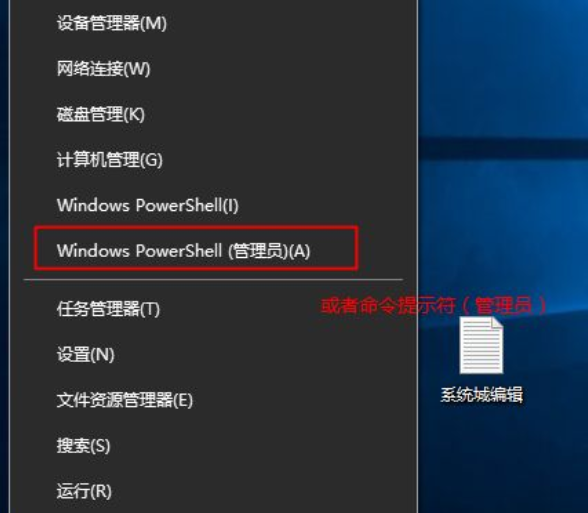 设备管理器(M)
网络连接(W)
磁盘管理(K)
计算机管理(G)
Windows PowerShell(I)
Windows PowerShell (管理员)(A)
任务管理器(T)
或者命令提示符（管理员）
设置(N)
文件资源管理器(E)
系统城编辑
搜索(S)
运行(R)